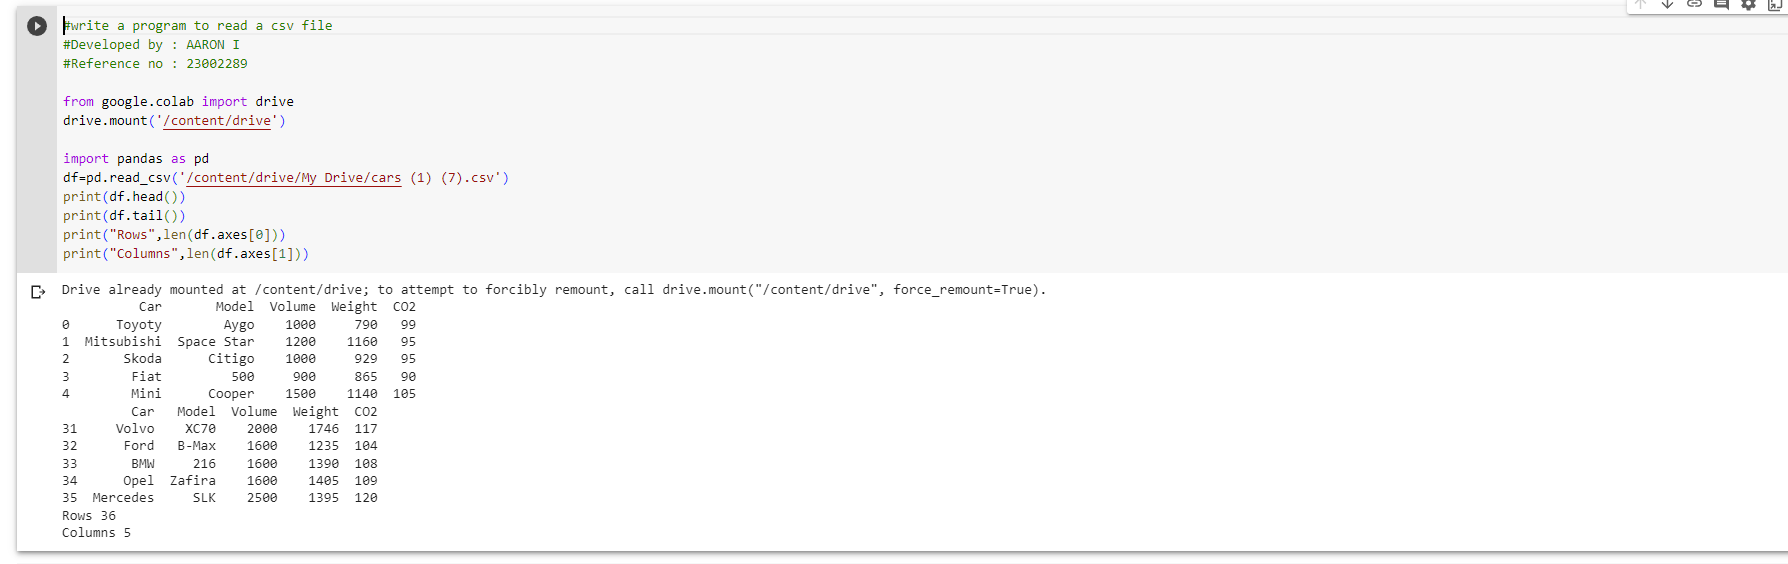 #write a program to read a csv file
#Developed by : AARON I
#Reference no : 23002289

from google.colab import drive
drive.mount('/content/drive')

import pandas as pd
df=pd.read_csv('/content/drive/My Drive/cars (1) (7).csv')
print(df.head())
print(df.tail())
print("Rows",len(df.axes[0]))
print("Columns",len(df.axes[1]))

Drive already mounted at /content/drive; to attempt to forcibly remount, call drive.mount("/content/drive", force_remount=True).
          Car       Model  Volume  Weight  CO2
0      Toyoty        Aygo    1000     790   99
1  Mitsubishi  Space Star    1200    1160   95
2       Skoda      Citigo    1000     929   95
3        Fiat         500     900     865   90
4        Mini      Cooper    1500    1140  105
         Car   Model  Volume  Weight  CO2
31     Volvo    XC70    2000    1746  117
32      Ford   B-Max    1600    1235  104
33       BMW     216    1600    1390  108
34      Opel  Zafira    1600    1405  109
35  Mercedes     SLK    2500    1395  120
Rows 36
Columns 5